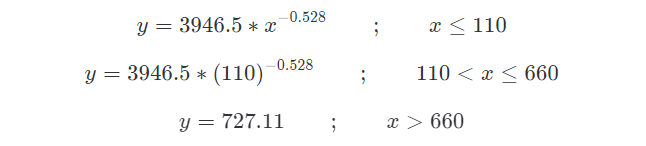 y = 3946.5 * x^{-0.528} ; x ≤ 110
y = 3946.5 * (110)^{-0.528} ; 110 < x ≤ 660
y = 727.11 ; x > 660